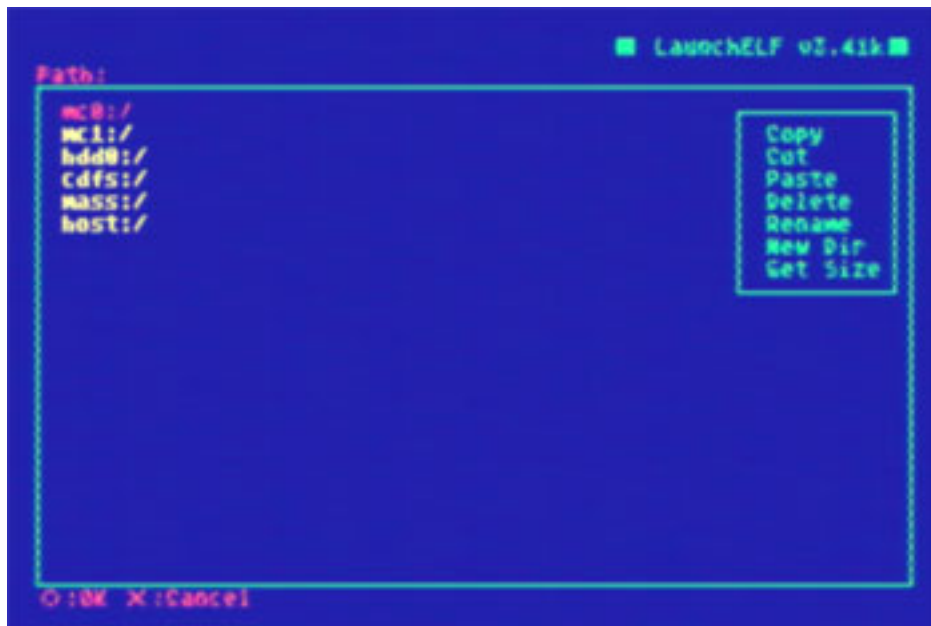 ■ LaunchELF v3.41k■
Path:
mc0:/
mc1:/
hdd0:/
cdfs:/
mass:/
host:/
Copy
Cut
Paste
Delete
Rename
New Dir
Get Size
○:OK ×:Cancel